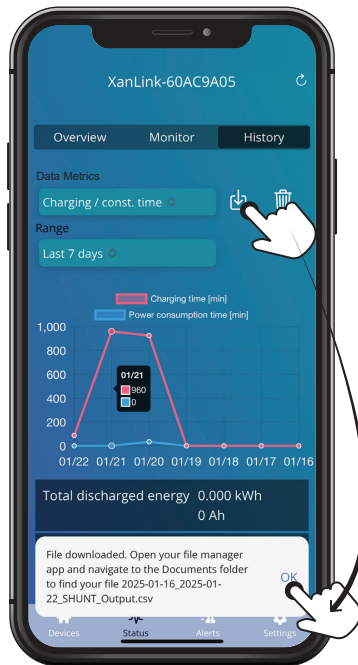 XanLink-60AC9A05
Overview Monitor History
Data Metrics
Charging / const. time
Range
Last 7 days
Charging time [min]
Power consumption time [min]
1,000
800
600
400
200
0
01/21
960
0
01/22 01/21 01/20 01/19 01/18 01/17 01/16
Total discharged energy 0.000 kWh
0 Ah
File downloaded. Open your file manager
app and navigate to the Documents folder
to find your file 2025-01-16_2025-01-
22_SHUNT_Output.csv
OK
Devices Status Alerts Settings